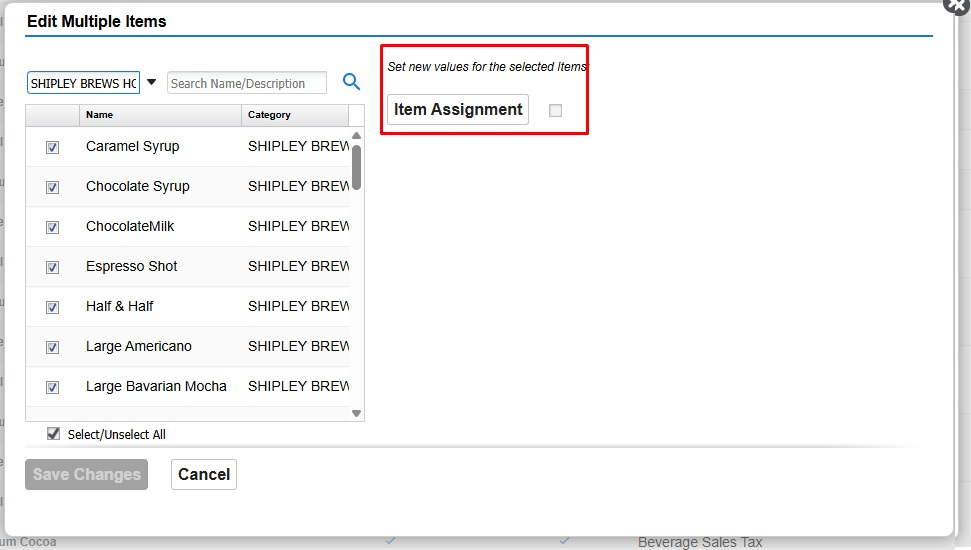 Edit Multiple Items
Set new values for the selected Items
SHIPLEY BREWS HO
Search Name/Description
Item Assignment
Name Category
Caramel Syrup SHIPLEY BREW
Chocolate Syrup SHIPLEY BREW
ChocolateMilk SHIPLEY BREW
Espresso Shot SHIPLEY BREW
Half & Half SHIPLEY BREW
Large Americano SHIPLEY BREW
Large Bavarian Mocha SHIPLEY BREW
Select/Unselect All
Save Changes Cancel
um Cocoa Beverage Sales Tax